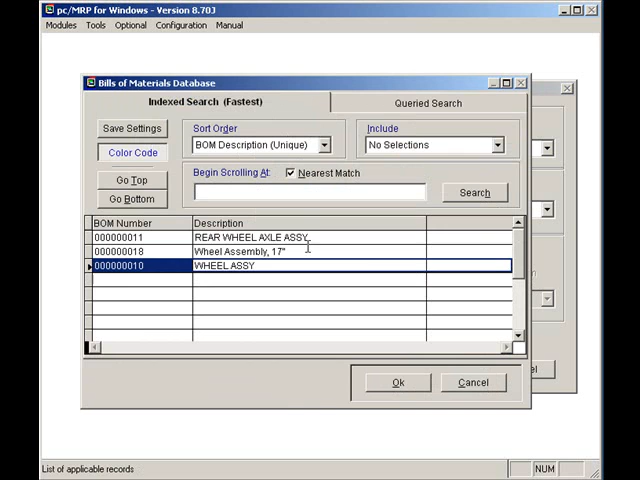 pc/MRP for Windows - Version 8.70J
Modules Tools Optional Configuration Manual
Bills of Materials Database
Indexed Search (Fastest) Queried Search
Save Settings
Color Code
Sort Order
BOM Description (Unique)
Include
No Selections
Go Top
Go Bottom
Begin Scrolling At:
Nearest Match
Search
BOM Number Description
000000011 REAR WHEEL AXLE ASSY
000000018 Wheel Assembly, 17"
000000010 WHEEL ASSY
Ok Cancel
List of applicable records NUM